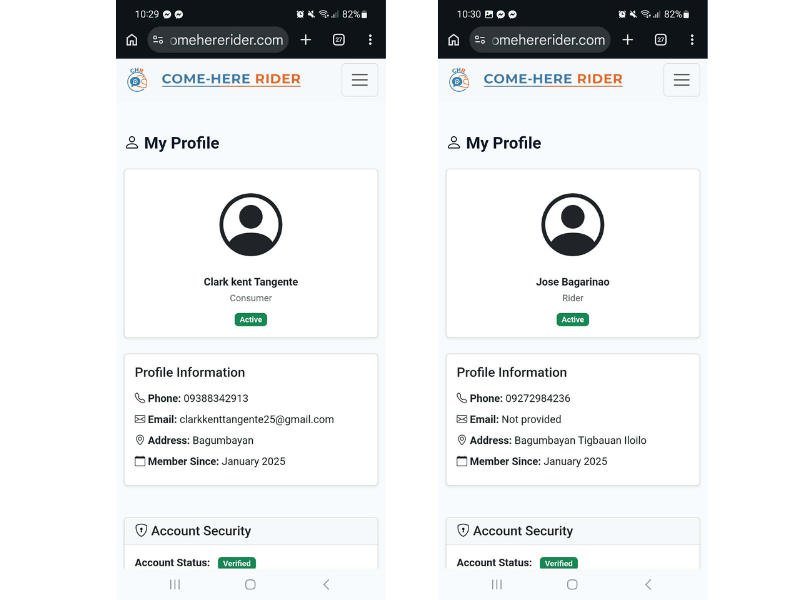 10:29
82%
omehererider.com
27
CHR
COME-HERE RIDER
My Profile
Clark kent Tangente
Consumer
Active
Profile Information
Phone: 09388342913
Email: clarkkenttangente25@gmail.com
Address: Bagumbayan
Member Since: January 2025
Account Security
Account Status: Verified
10:30
82%
omehererider.com
27
CHR
COME-HERE RIDER
My Profile
Jose Bagarinao
Rider
Active
Profile Information
Phone: 09272984236
Email: Not provided
Address: Bagumbayan Tigbauan Iloilo
Member Since: January 2025
Account Security
Account Status: Verified